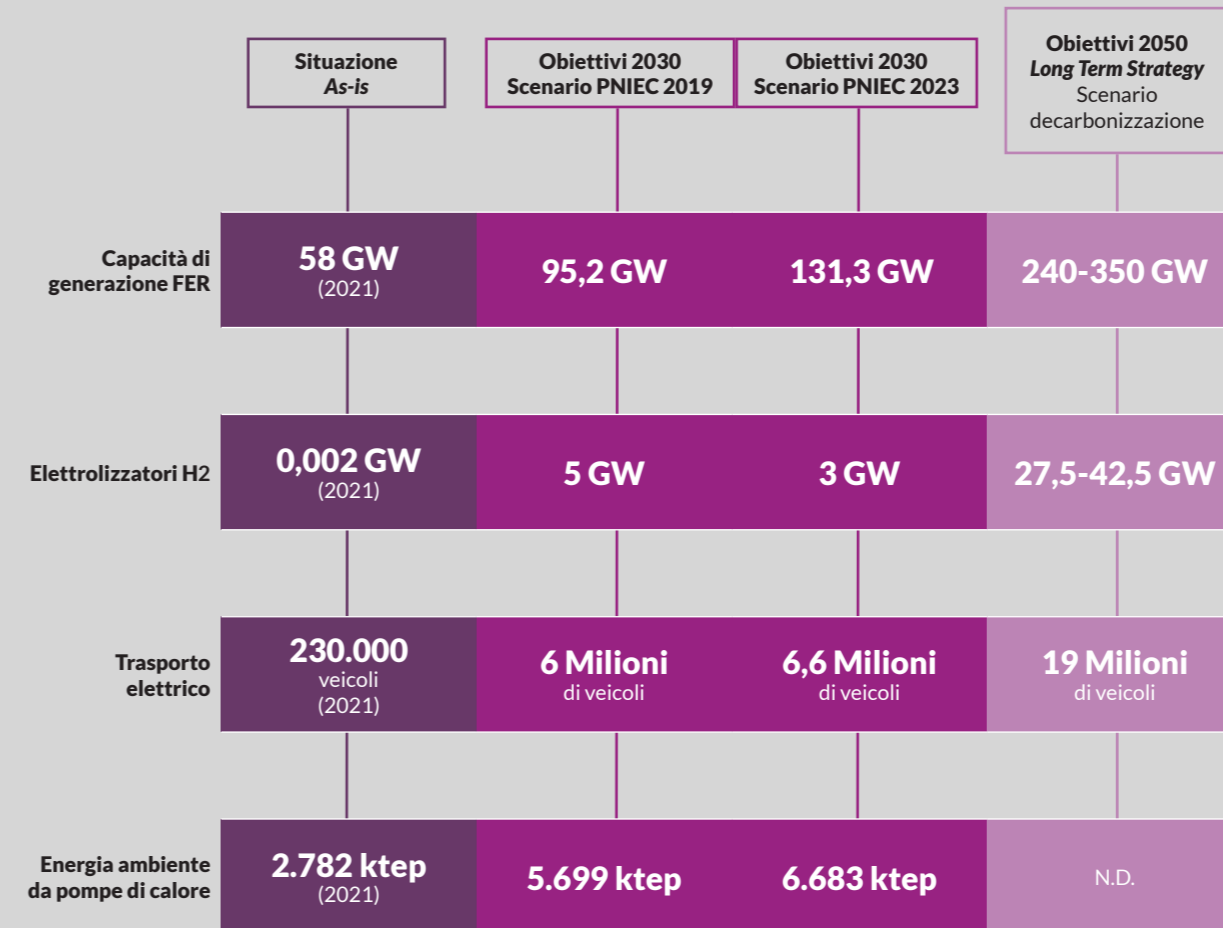 Situazione
As-is
Obiettivi 2030
Scenario PNIEC 2019
Obiettivi 2030
Scenario PNIEC 2023
Obiettivi 2050
Long Term Strategy
Scenario
decarbonizzazione
Capacità di
generazione FER
58 GW
(2021)
95,2 GW
131,3 GW
240-350 GW
Elettrolizzatori H2
0,002 GW
(2021)
5 GW
3 GW
27,5-42,5 GW
Trasporto
elettrico
230.000
veicoli
(2021)
6 Milioni
di veicoli
6,6 Milioni
di veicoli
19 Milioni
di veicoli
Energia ambiente
da pompe di calore
2.782 ktep
(2021)
5.699 ktep
6.683 ktep
N.D.